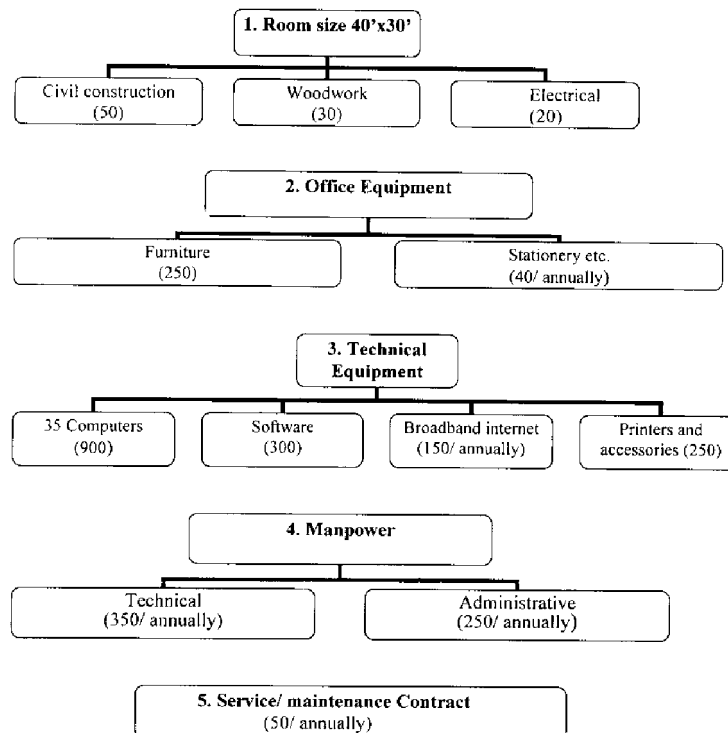 1. Room size 40’x30’
Civil construction
(50)
Woodwork
(30)
Electrical
(20)
2. Office Equipment
Furniture
(250)
Stationery etc.
(40/ annually)
3. Technical
Equipment
35 Computers
(900)
Software
(300)
Broadband internet
(150/ annually)
Printers and
accessories (250)
4. Manpower
Technical
(350/ annually)
Administrative
(250/ annually)
5. Service/ maintenance Contract
(50/ annually)